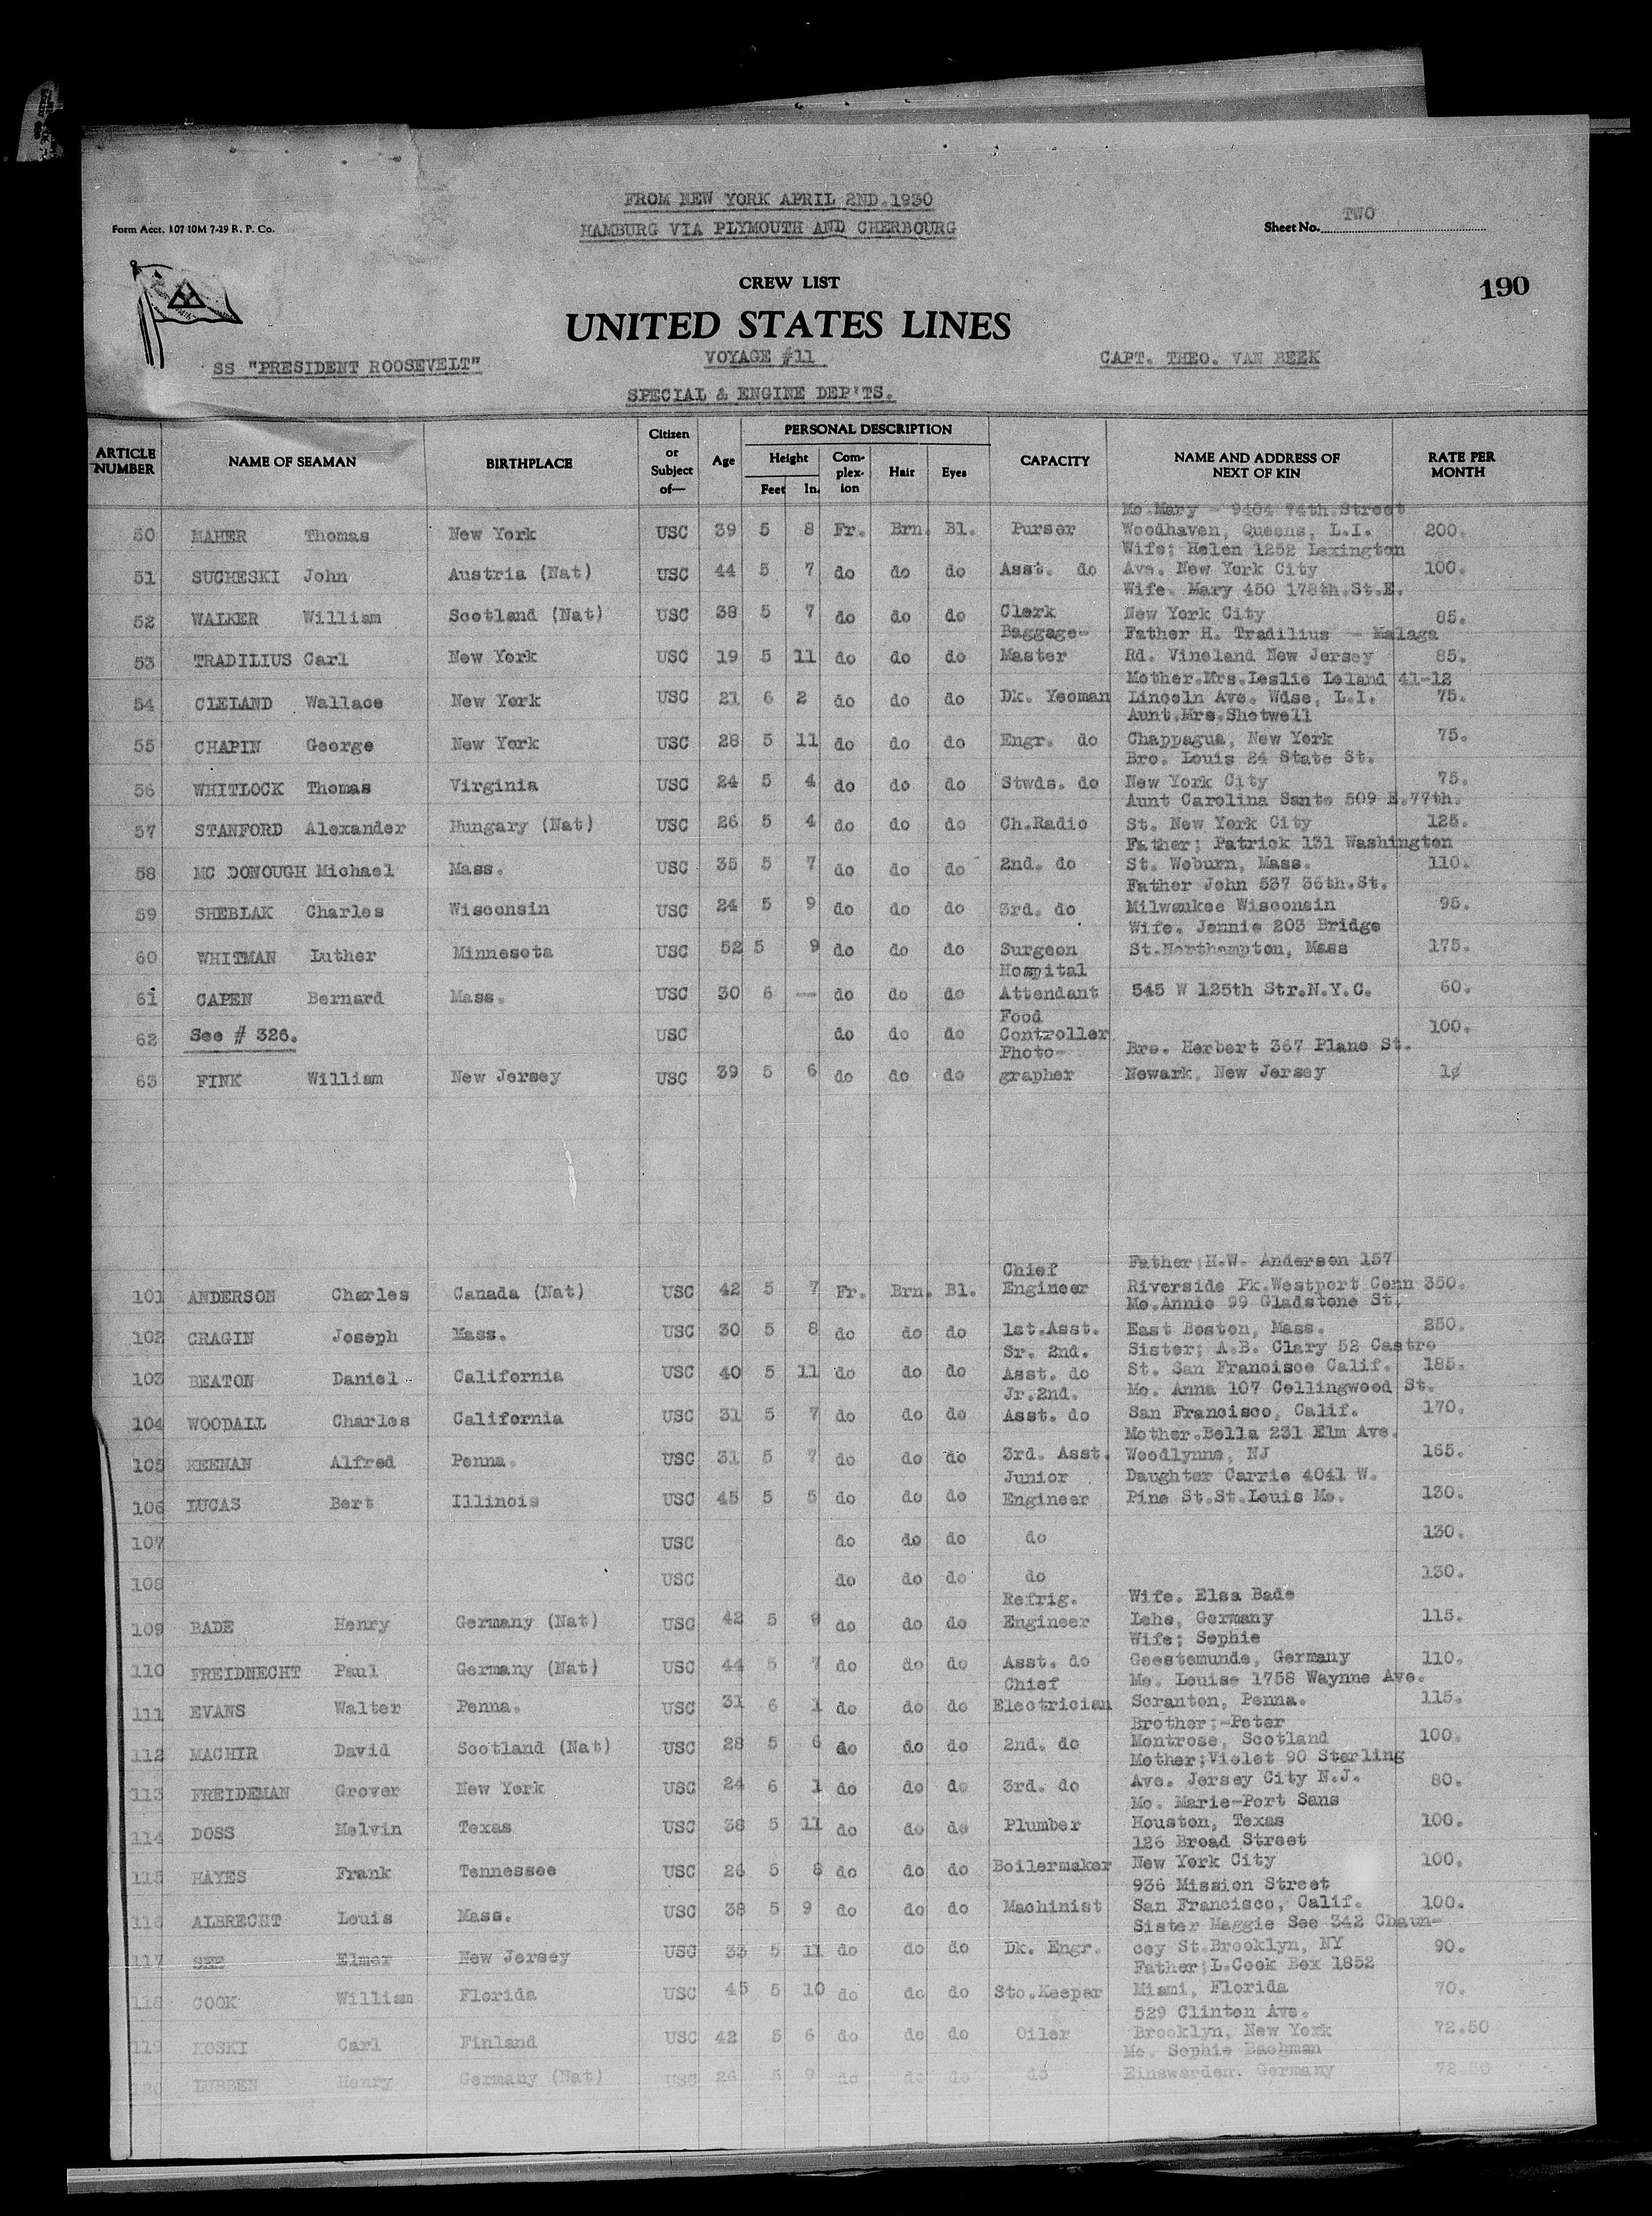 FROM NEW YORK APRIL 2ND.1930
HAMBURG VIA PLYMOUTH AND CHERBOURG
Form Acct. 107 10M 7-29 R. P. Co.
TWO
Sheet No.
CREW LIST
190
UNITED STATES LINES
SS "PRESIDENT ROOSEVELT"
VOYAGE #11
CAPT. THEO. VAN BEEK
SPECIAL & ENGINE DEP'TS.
ARTICLE NUMBER NAME OF SEAMAN BIRTHPLACE Citizen or Subject of— Age PERSONAL DESCRIPTION Height Feet In. Com-plex-ion Hair Eyes CAPACITY NAME AND ADDRESS OF NEXT OF KIN RATE PER MONTH
Mo.Mary - 9404 74th.Street
50 MAHER Thomas New York USC 39 5 8 Fr. Brn. Bl. Purser Woodhaven, Queens, L.I. 200.
Wife; Helen 1252 Lexington
51 SUCHESKI John Austria (Nat) USC 44 5 7 do do do Asst. do Ave. New York City 100.
Wife. Mary 450 178th.St.E.
52 WALKER William Scotland (Nat) USC 38 5 7 do do do Clerk New York City 85.
Baggage- Father H. Tradilius - Malaga
53 TRADILIUS Carl New York USC 19 5 11 do do do Master Rd. Vineland New Jersey 85.
Mother.Mrs.Leslie Leland 41-12
54 CLELAND Wallace New York USC 21 6 2 do do do Dk. Yeoman Lincoln Ave. Wdse, L.I. 75.
Aunt.Mrs.Shotwell
55 CHAPIN George New York USC 28 5 11 do do do Engr. do Chappagua, New York 75.
Bro. Louis 24 State St.
56 WHITLOCK Thomas Virginia USC 24 5 4 do do do Stwds. do New York City 75.
Aunt Carolina Santo 509 E.77th.
57 STANFORD Alexander Hungary (Nat) USC 26 5 4 do do do Ch.Radio St. New York City 125.
Father; Patrick 131 Washington
58 MC DONOUGH Michael Mass. USC 35 5 7 do do do 2nd. do St. Woburn, Mass. 110.
Father John 537 36th.St.
59 SHEBLAK Charles Wisconsin USC 24 5 9 do do do 3rd. do Milwaukee Wisconsin 95.
Wife. Jennie 203 Bridge
60 WHITMAN Luther Minnesota USC 52 5 9 do do do Surgeon St.Northampton, Mass 175.
Hospital
61 CAPEN Bernard Mass. USC 30 6 — do do do Attendant 545 W 125th Str.N.Y.C. 60.
Food
62 See # 326. USC do do do Controller 100.
Photo- Bro. Herbert 367 Plane St.
63 FINK William New Jersey USC 39 5 6 do do do grapher Newark, New Jersey 1¢
Chief Father;H.W. Anderson 157
101 ANDERSON Charles Canada (Nat) USC 42 5 7 Fr. Brn. Bl. Engineer Riverside Pk.Westport Conn 350.
Mo.Annie 99 Gladstone St.
102 CRAGIN Joseph Mass. USC 30 5 8 do do do 1st.Asst. East Boston, Mass. 250.
Sr. 2nd. Sister; A.B. Clary 52 Castro
103 BEATON Daniel California USC 40 5 11 do do do Asst. do St. San Francisco Calif. 185.
Jr.2nd. Mo. Anna 107 Collingwood St.
104 WOODALL Charles California USC 31 5 7 do do do Asst. do San Francisco, Calif. 170.
Mother.Bella 231 Elm Ave.
105 KEENAN Alfred Penna. USC 31 5 7 do do do 3rd. Asst. Woodlynne, NJ 165.
Junior Daughter Carrie 4041 W.
106 LUCAS Bert Illinois USC 45 5 5 do do do Engineer Pine St.St.Louis Mo. 130.
107 USC do do do do 130.
108 USC do do do do 130.
Refrig. Wife. Elsa Bade
109 BADE Henry Germany (Nat) USC 42 5 9 do do do Engineer Lehe, Germany 115.
Wife; Sophie
110 FREIDNECHT Paul Germany (Nat) USC 44 5 7 do do do Asst. do Geestemunde, Germany 110.
Chief Mo. Louise 1758 Waynne Ave.
111 EVANS Walter Penna. USC 31 6 1 do do do Electrician Scranton, Penna. 115.
Brother;-Peter
112 MACHIR David Scotland (Nat) USC 28 5 6 do do do 2nd. do Montrose, Scotland 100.
Mother;Violet 90 Sterling
113 FREIDEMAN Grover New York USC 24 6 1 do do do 3rd. do Ave. Jersey City N.J. 80.
Mo. Marie-Port Sans
114 DOSS Melvin Texas USC 38 5 11 do do do Plumber Houston, Texas 100.
126 Broad Street
115 HAYES Frank Tennessee USC 26 5 8 do do do Boilermaker New York City 100.
936 Mission Street
116 ALBRECHT Louis Mass. USC 38 5 9 do do do Machinist San Francisco, Calif. 100.
Sister Maggie See 342 Chaun-
117 SEE Elmer New Jersey USC 33 5 11 do do do Dk. Engr. cey St.Brooklyn, NY 90.
Father;L.Cook Box 1852
118 COOK William Florida USC 45 5 10 do do do Sto.Keeper Miami, Florida 70.
529 Clinton Ave.
119 KOSKI Carl Finland USC 42 5 6 do do do Oiler Brooklyn, New York 72.50
Mo. Sophie Bachman
120 LUBBEN Henry Germany (Nat) USC 26 5 9 do do do do Einswarden. Germany 72.50